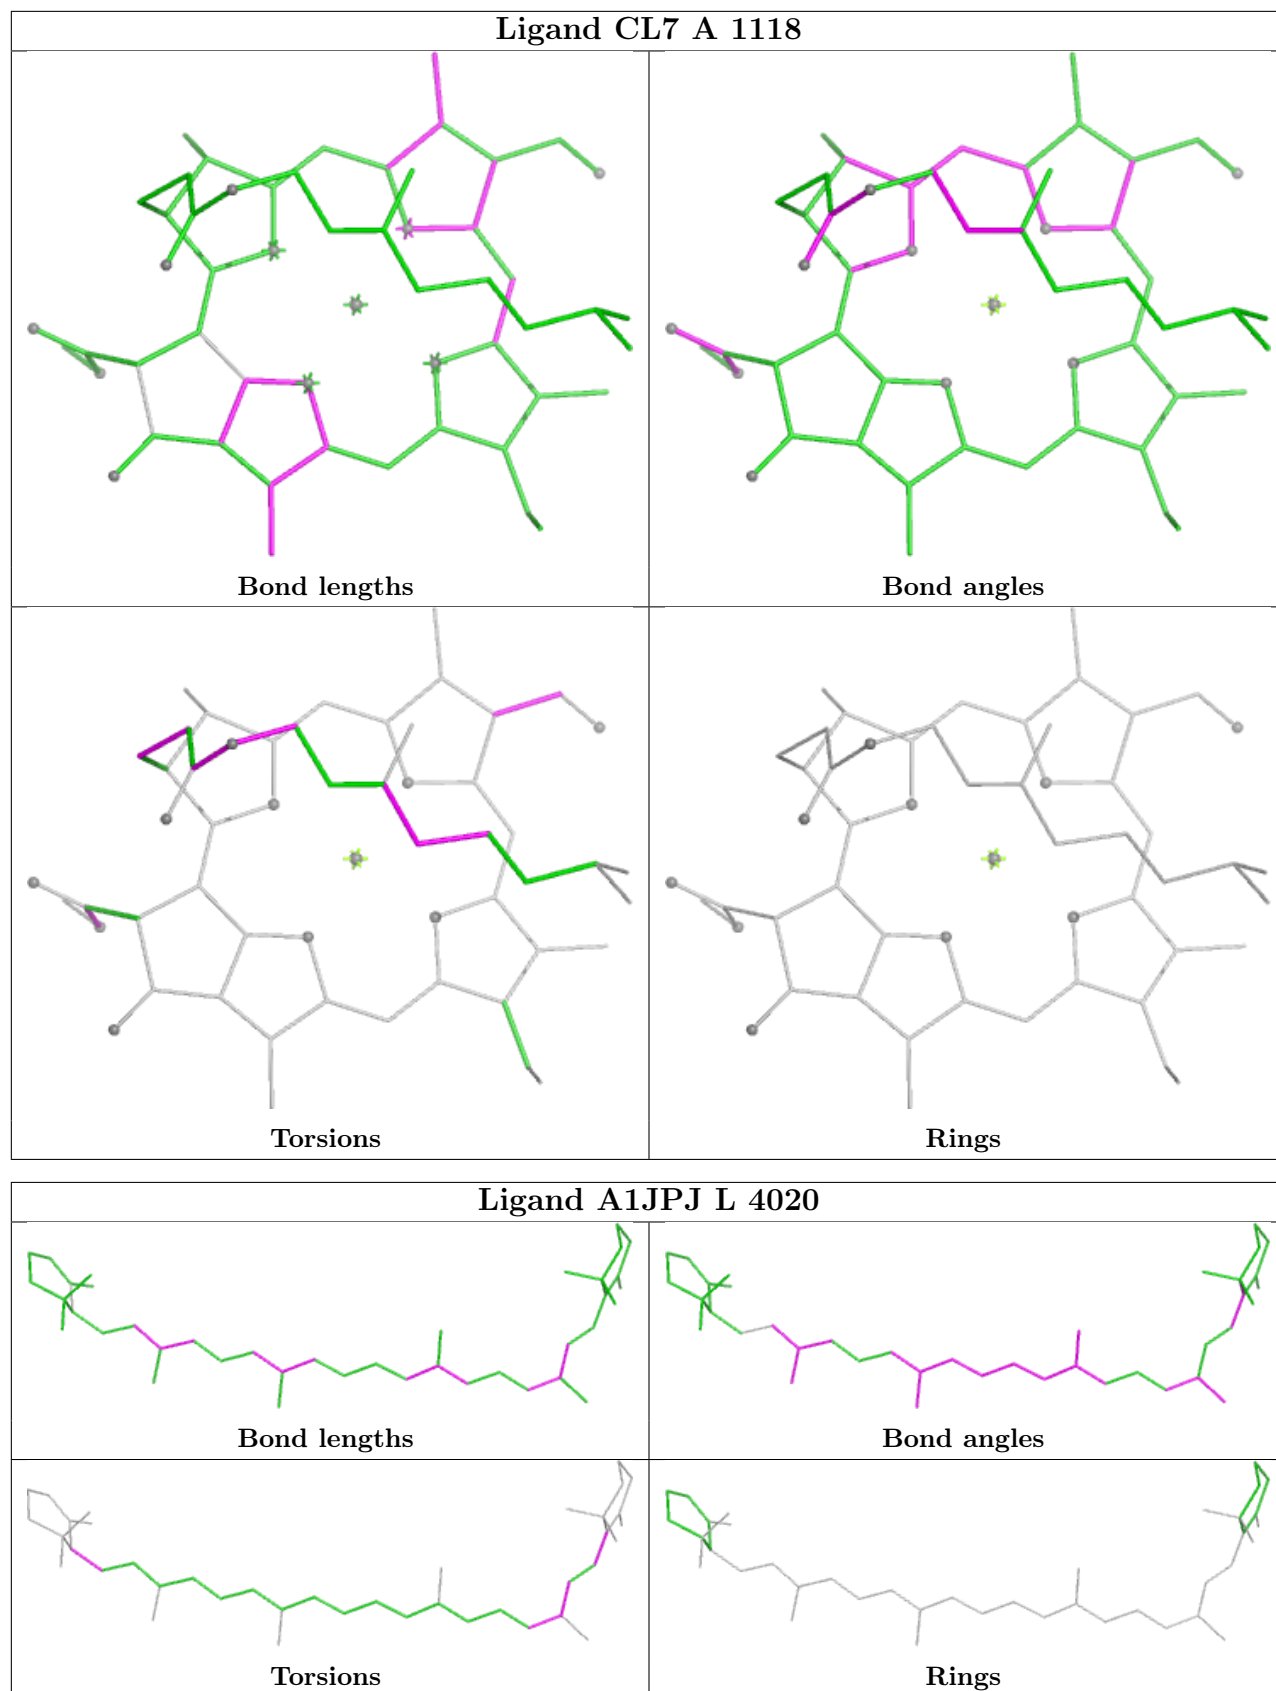 Ligand CL7 A 1118
Bond lengths
Bond angles
Torsions
Rings
Ligand A1JPJ L 4020
Bond lengths
Bond angles
Torsions
Rings